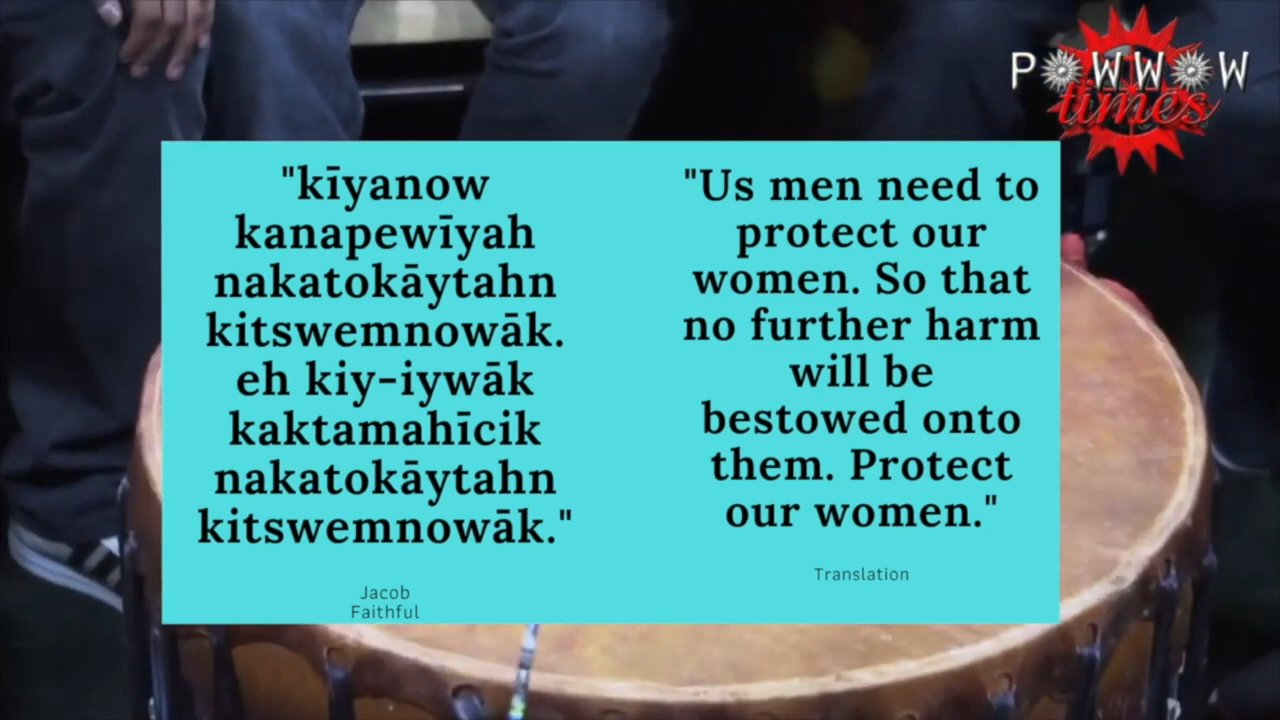 POWWOW
times
"kīyanow
kanapewīyah
nakatokāytahn
kitswemnowāk.
eh kiy-iywāk
kaktamahīcik
nakatokāytahn
kitswemnowāk."
Jacob
Faithful
"Us men need to
protect our
women. So that
no further harm
will be
bestowed onto
them. Protect
our women."
Translation